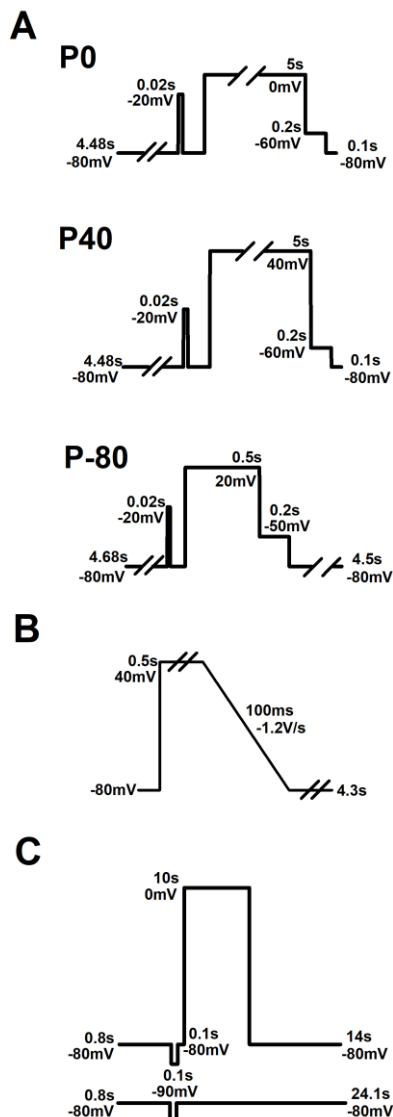 A
P0
5s
0mV
0.02s
-20mV
0.2s
-60mV
4.48s
-80mV
0.1s
-80mV
P40
5s
40mV
0.02s
-20mV
0.2s
-60mV
4.48s
-80mV
0.1s
-80mV
P-80
0.5s
20mV
0.02s
-20mV
0.2s
-50mV
4.68s
-80mV
4.5s
-80mV
B
0.5s
40mV
100ms
-1.2V/s
-80mV
4.3s
C
10s
0mV
0.8s
-80mV
0.1s
-80mV
14s
-80mV
0.1s
-90mV
0.8s
-80mV
24.1s
-80mV